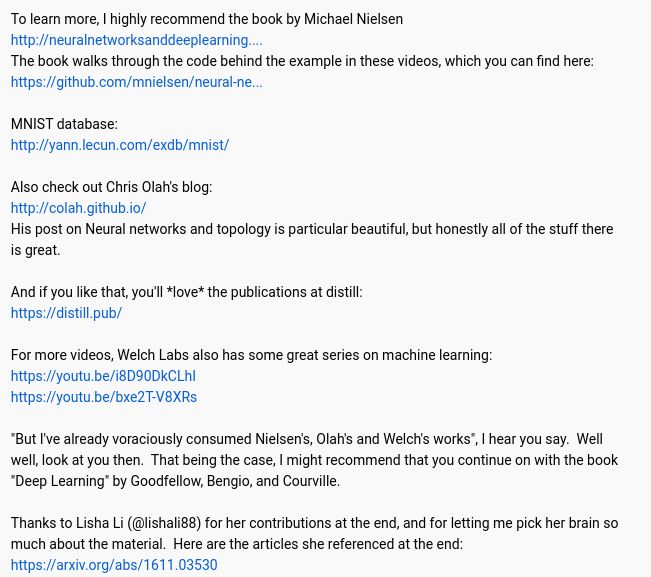 To learn more, I highly recommend the book by Michael Nielsen
http://neuralnetworksanddeeplearning....
The book walks through the code behind the example in these videos, which you can find here:
https://github.com/mnielsen/neural-ne...
MNIST database:
http://yann.lecun.com/exdb/mnist/
Also check out Chris Olah's blog:
http://colah.github.io/
His post on Neural networks and topology is particular beautiful, but honestly all of the stuff there
is great.
And if you like that, you'll *love* the publications at distill:
https://distill.pub/
For more videos, Welch Labs also has some great series on machine learning:
https://youtu.be/i8D90DkCLhI
https://youtu.be/bxe2T-V8XRs
"But I've already voraciously consumed Nielsen's, Olah's and Welch's works", I hear you say.  Well
well, look at you then.  That being the case, I might recommend that you continue on with the book
"Deep Learning" by Goodfellow, Bengio, and Courville.
Thanks to Lisha Li (@lishali88) for her contributions at the end, and for letting me pick her brain so
much about the material.  Here are the articles she referenced at the end:
https://arxiv.org/abs/1611.03530